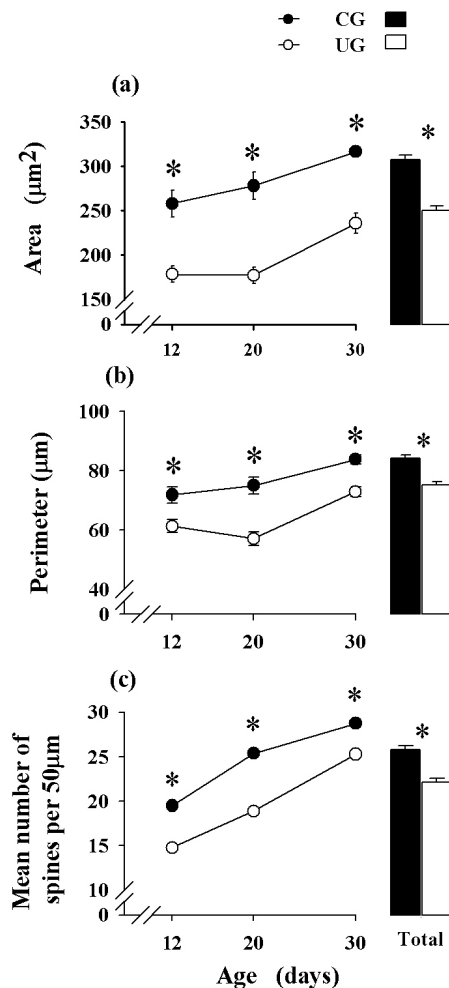 CG
UG
(a)
350
300
250
200
150
0
Area (μm2)
* * * *
12 20 30
(b)
100
80
60
40
0
Perimeter (μm)
* * * *
12 20 30
(c)
30
25
20
15
10
0
Mean number of
spines per 50μm
* * * *
12 20 30
Total
Age (days)